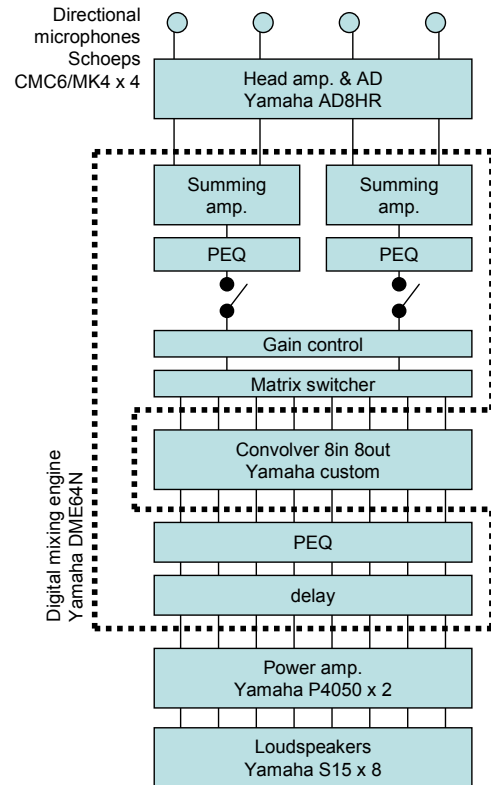 Directional
microphones
Schoeps
CMC6/MK4 x 4
Head amp. & AD
Yamaha AD8HR
Summing
amp.
Summing
amp.
PEQ
PEQ
Gain control
Matrix switcher
Convolver 8in 8out
Yamaha custom
Digital mixing engine
Yamaha DME64N
PEQ
delay
Power amp.
Yamaha P4050 x 2
Loudspeakers
Yamaha S15 x 8